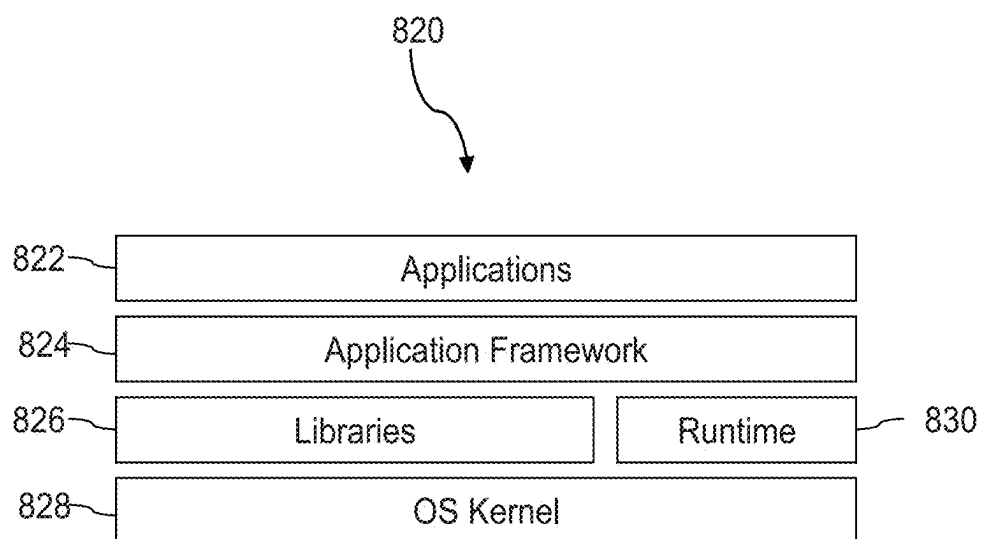 820
822 Applications
824 Application Framework
826 Libraries Runtime 830
828 OS Kernel